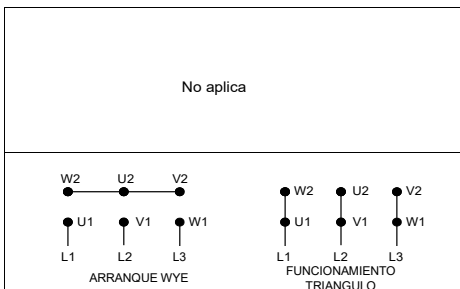 No aplica
W2 U2 V2
U1 V1 W1
L1 L2 L3
ARRANQUE WYE
W2 U2 V2
U1 V1 W1
L1 L2 L3
FUNCIONAMIENTO
TRIANGULO